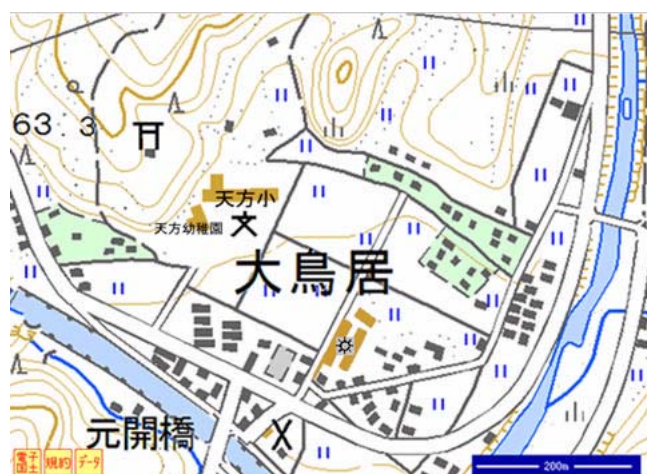 63.3
天方小
天方幼稚園
大鳥居
元開橋
電子
国土
規約
データ
200m